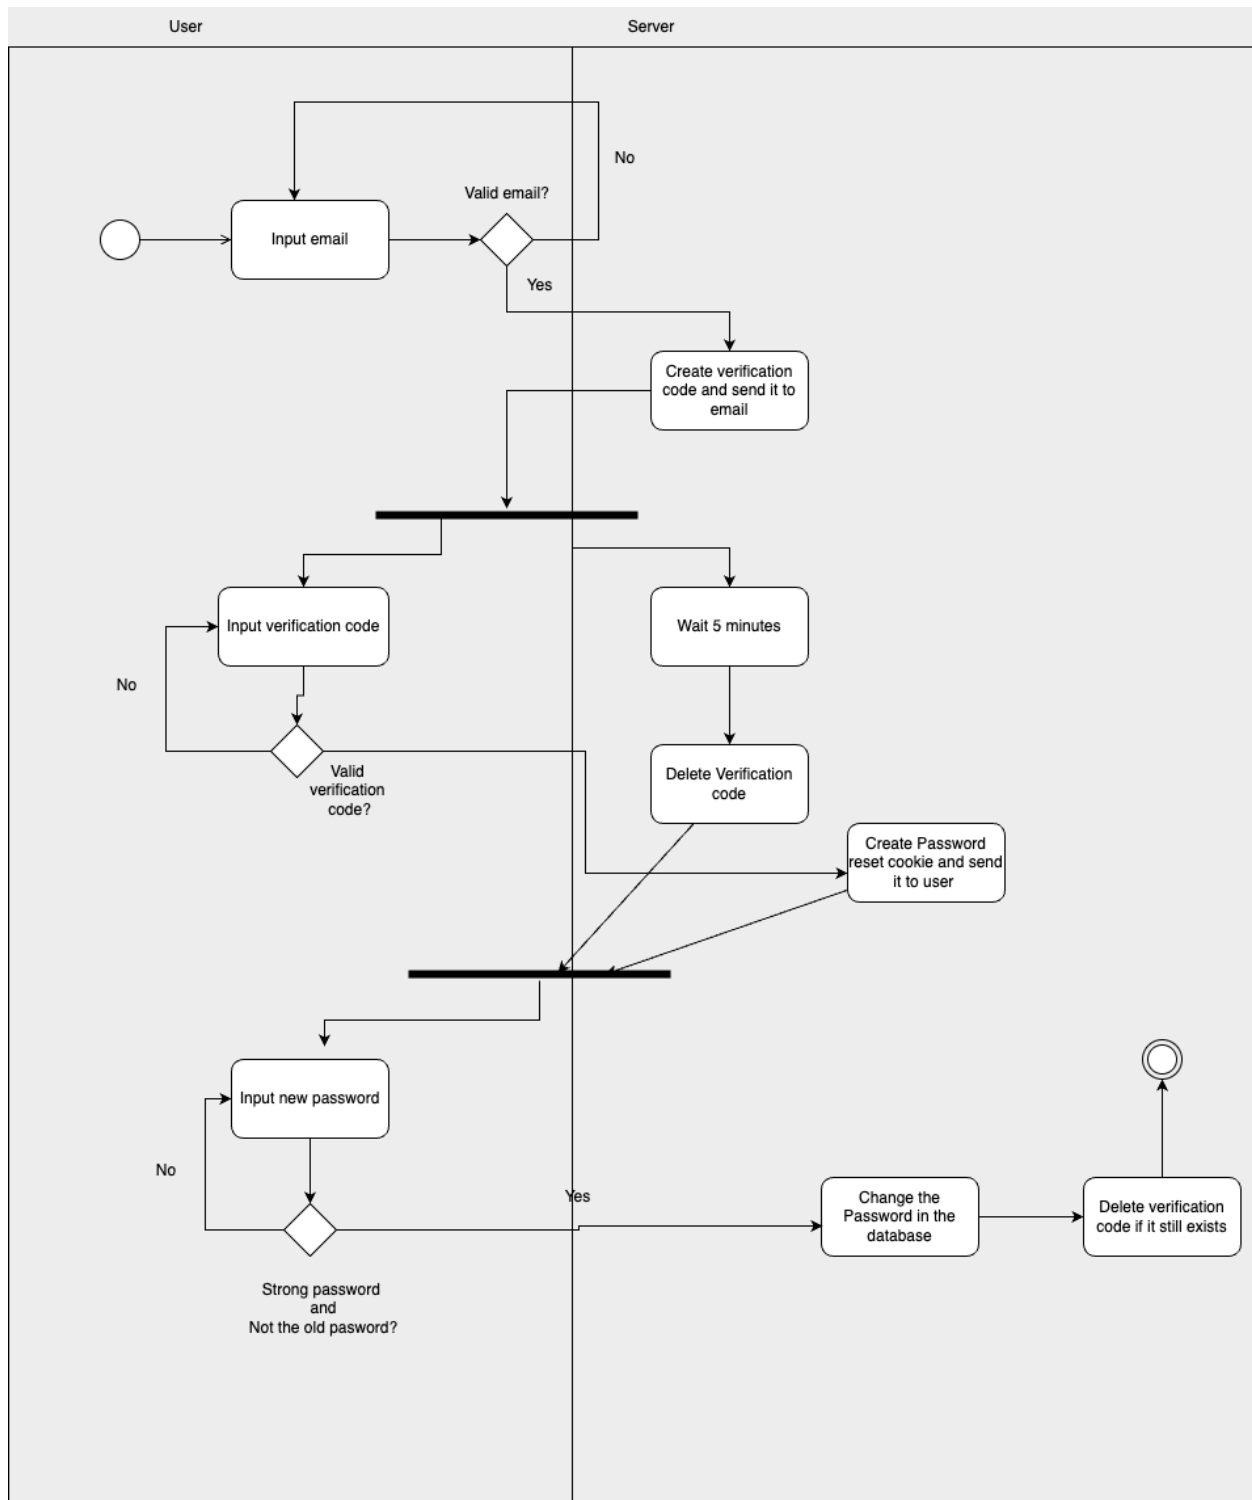 User
Server
No
Valid email?
Input email
Yes
Create verification
code and send it to
email
Input verification code
Wait 5 minutes
No
Valid
verification
code?
Delete Verification
code
Create Password
reset cookie and send
it to user
Input new password
No
Yes
Change the
Password in the
database
Delete verification
code if it still exists
Strong password
and
Not the old pasword?